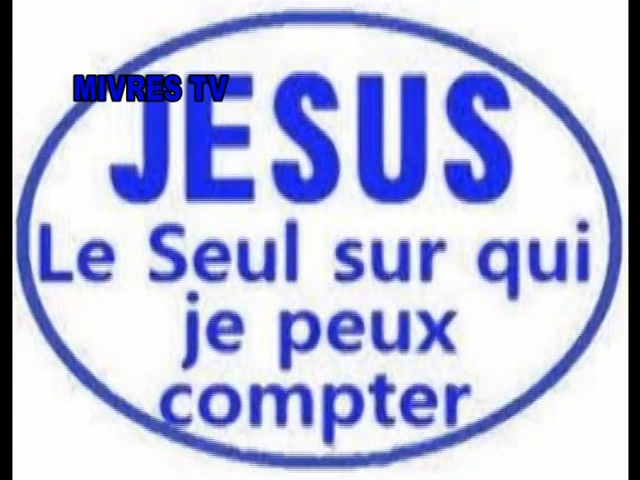 MIVRES TV
JESUS
Le Seul sur qui
je peux
compter